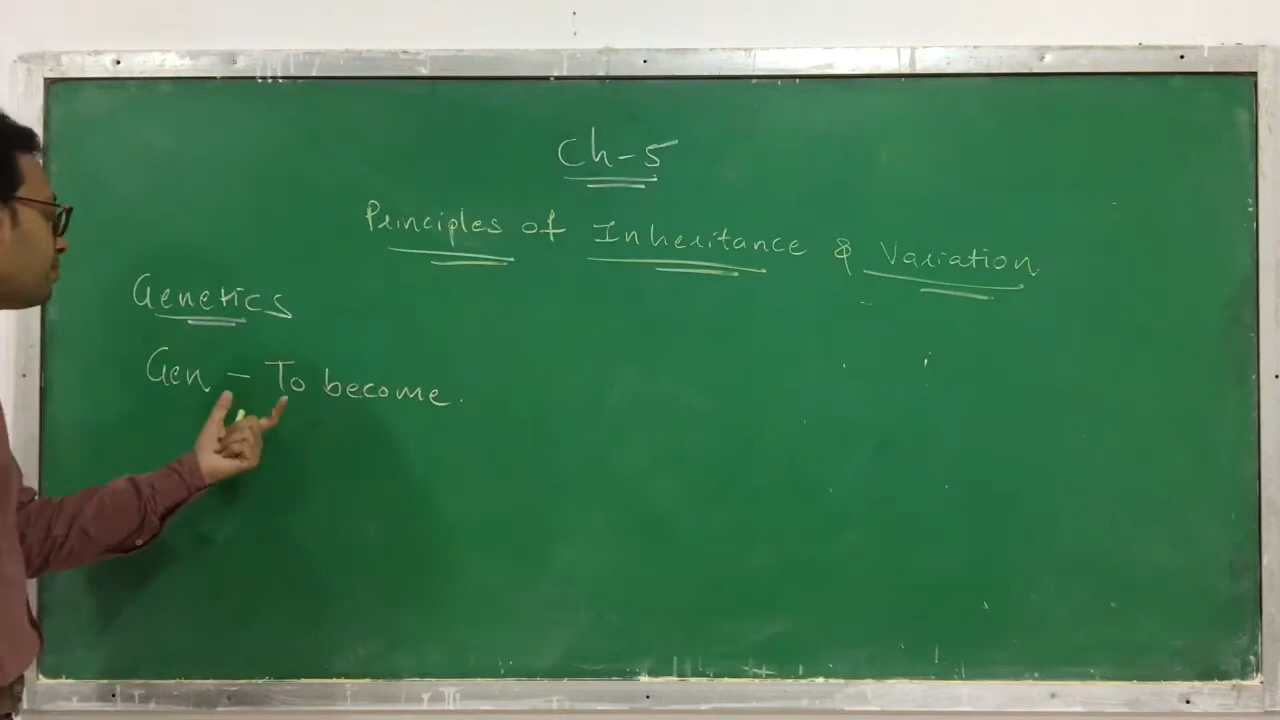 Ch-5
Principles of Inheritance & Variation
Genetics
Gen - To become.